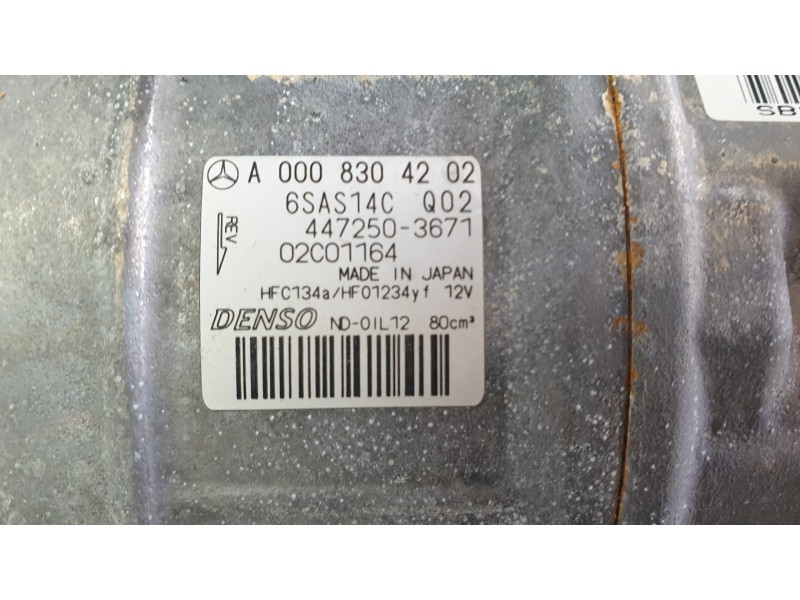 A 000 830 42 02
6SAS14C Q02
REV
447250-3671
02C01164
MADE IN JAPAN
HFC134a/HFO1234yf 12V
DENSO ND-OIL12 80cm³